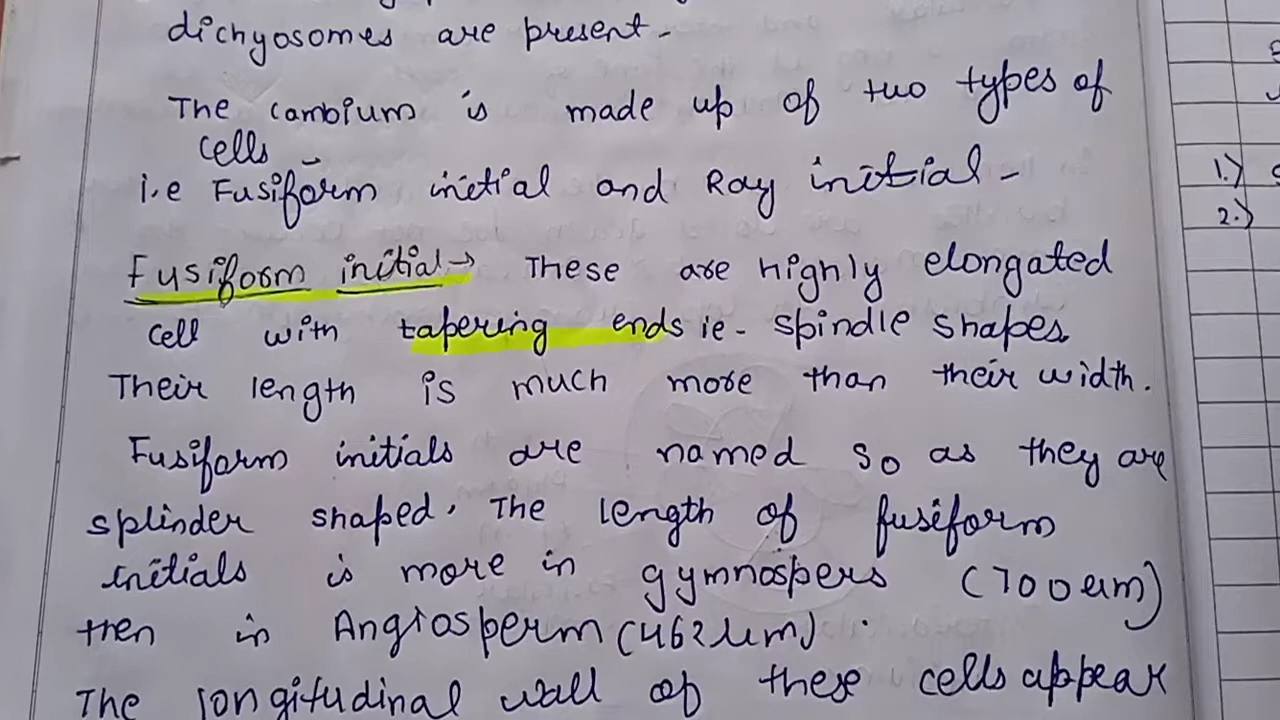 dichyosomes are present-
The cambium is made up of two types of
cells
i.e Fusiform initial and Ray initial-
Fusiform initial→ These are highly elongated
cell with tapering ends ie- spindle shapes
Their length is much more than their width.
Fusiform initials are named so as they are
splinder shaped. The length of fusiform
initials is more in gymnospers (700um)
then in Angiosperm (462um).
The longitudinal wall of these cells appear
1.)
2.)